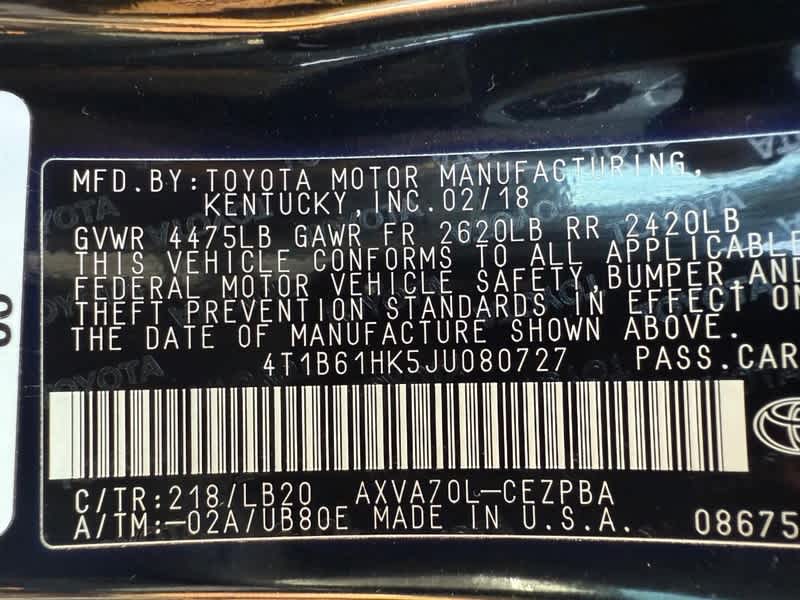 MFD.BY:TOYOTA MOTOR MANUFACTURING,
KENTUCKY,INC.02/18
GVWR 4475LB GAWR FR 2620LB RR 2420LB
THIS VEHICLE CONFORMS TO ALL APPLICABLE
FEDERAL MOTOR VEHICLE SAFETY,BUMPER,AND
THEFT PREVENTION STANDARDS IN EFFECT ON
THE DATE OF MANUFACTURE SHOWN ABOVE.
4T1B61HK5JU080727 PASS.CAR
C/TR:218/LB20 AXVA70L-CEZPBA
A/TM:-02A/UB80E MADE IN U.S.A. 08675